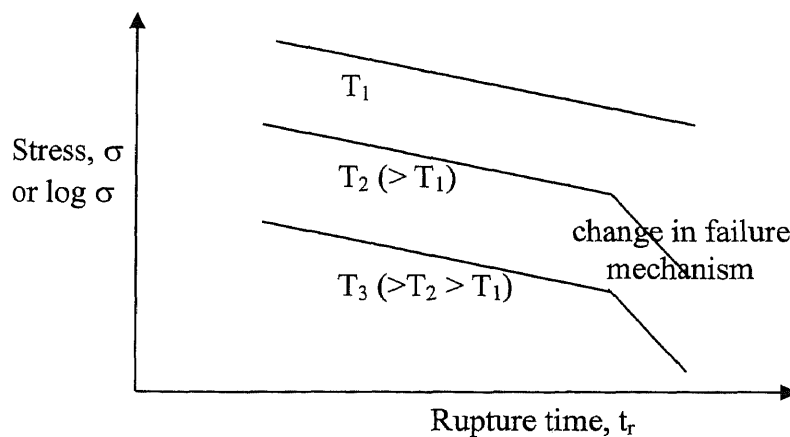 T₁
Stress, σ
or log σ
T₂ (> T₁)
change in failure
mechanism
T₃ (>T₂ > T₁)
Rupture time, tᵣ